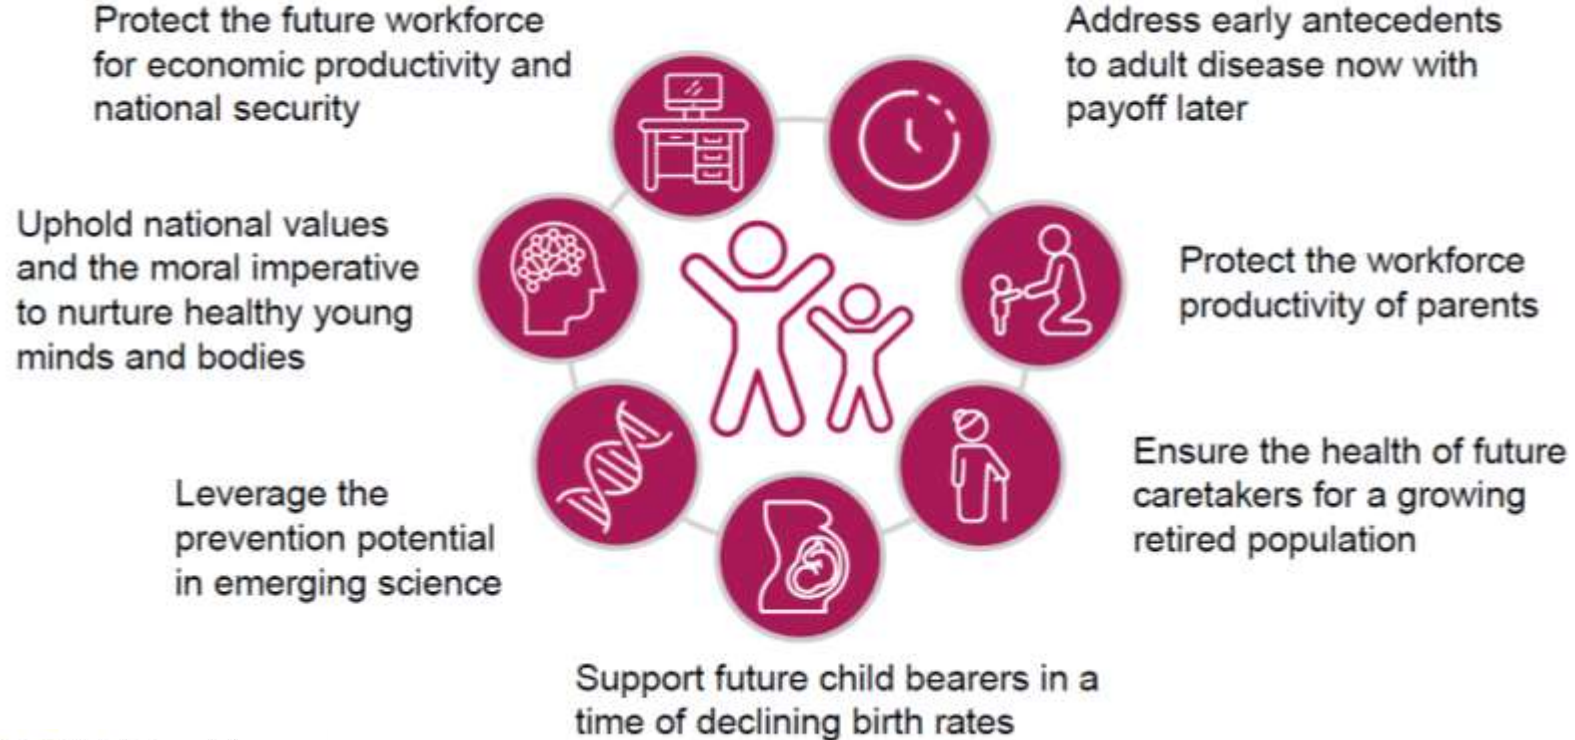 Protect the future workforce
for economic productivity and
national security
Address early antecedents
to adult disease now with
payoff later
Uphold national values
and the moral imperative
to nurture healthy young
minds and bodies
Protect the workforce
productivity of parents
Ensure the health of future
caretakers for a growing
retired population
Leverage the
prevention potential
in emerging science
Support future child bearers in a
time of declining birth rates